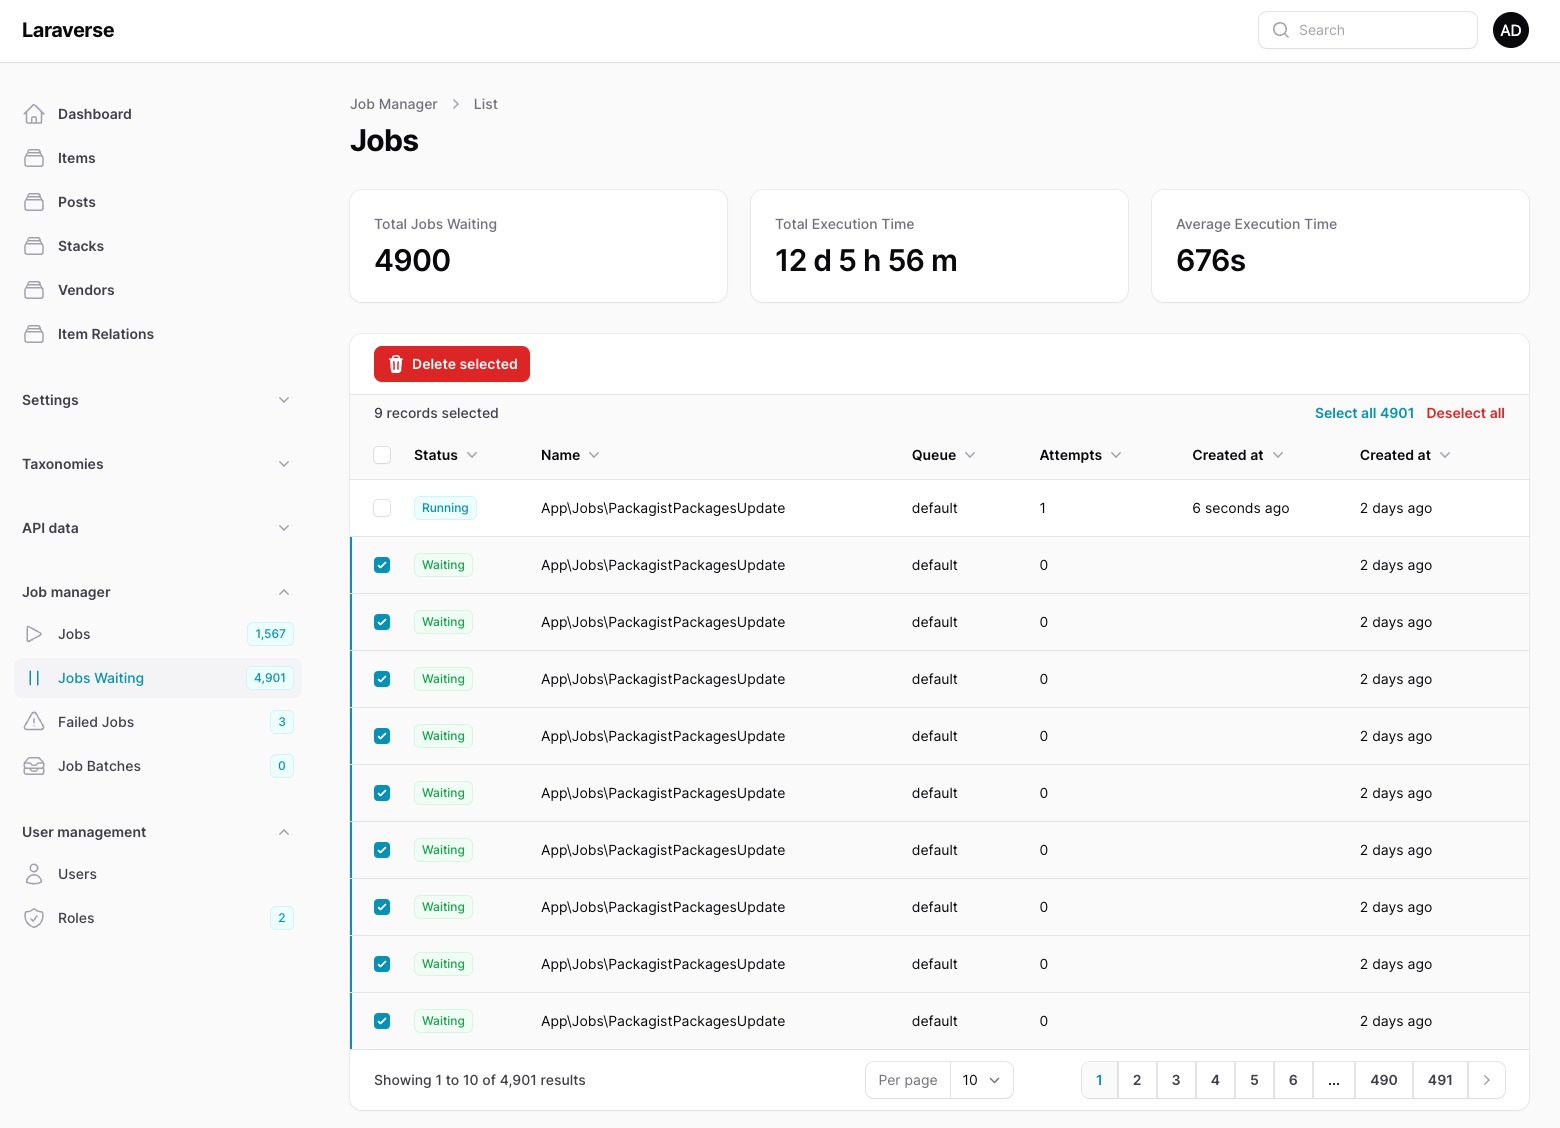 Laraverse
Search
AD
Dashboard
Items
Posts
Stacks
Vendors
Item Relations
Settings
Taxonomies
API data
Job manager
Jobs 1,567
Jobs Waiting 4,901
Failed Jobs 3
Job Batches 0
User management
Users
Roles 2
Job Manager List
Jobs
Total Jobs Waiting
4900
Total Execution Time
12 d 5 h 56 m
Average Execution Time
676s
Delete selected
9 records selected Select all 4901 Deselect all
Status Name Queue Attempts Created at Created at
Running App\Jobs\PackagistPackagesUpdate default 1 6 seconds ago 2 days ago
Waiting App\Jobs\PackagistPackagesUpdate default 0 2 days ago
Waiting App\Jobs\PackagistPackagesUpdate default 0 2 days ago
Waiting App\Jobs\PackagistPackagesUpdate default 0 2 days ago
Waiting App\Jobs\PackagistPackagesUpdate default 0 2 days ago
Waiting App\Jobs\PackagistPackagesUpdate default 0 2 days ago
Waiting App\Jobs\PackagistPackagesUpdate default 0 2 days ago
Waiting App\Jobs\PackagistPackagesUpdate default 0 2 days ago
Waiting App\Jobs\PackagistPackagesUpdate default 0 2 days ago
Waiting App\Jobs\PackagistPackagesUpdate default 0 2 days ago
Showing 1 to 10 of 4,901 results Per page 10 1 2 3 4 5 6 ... 490 491